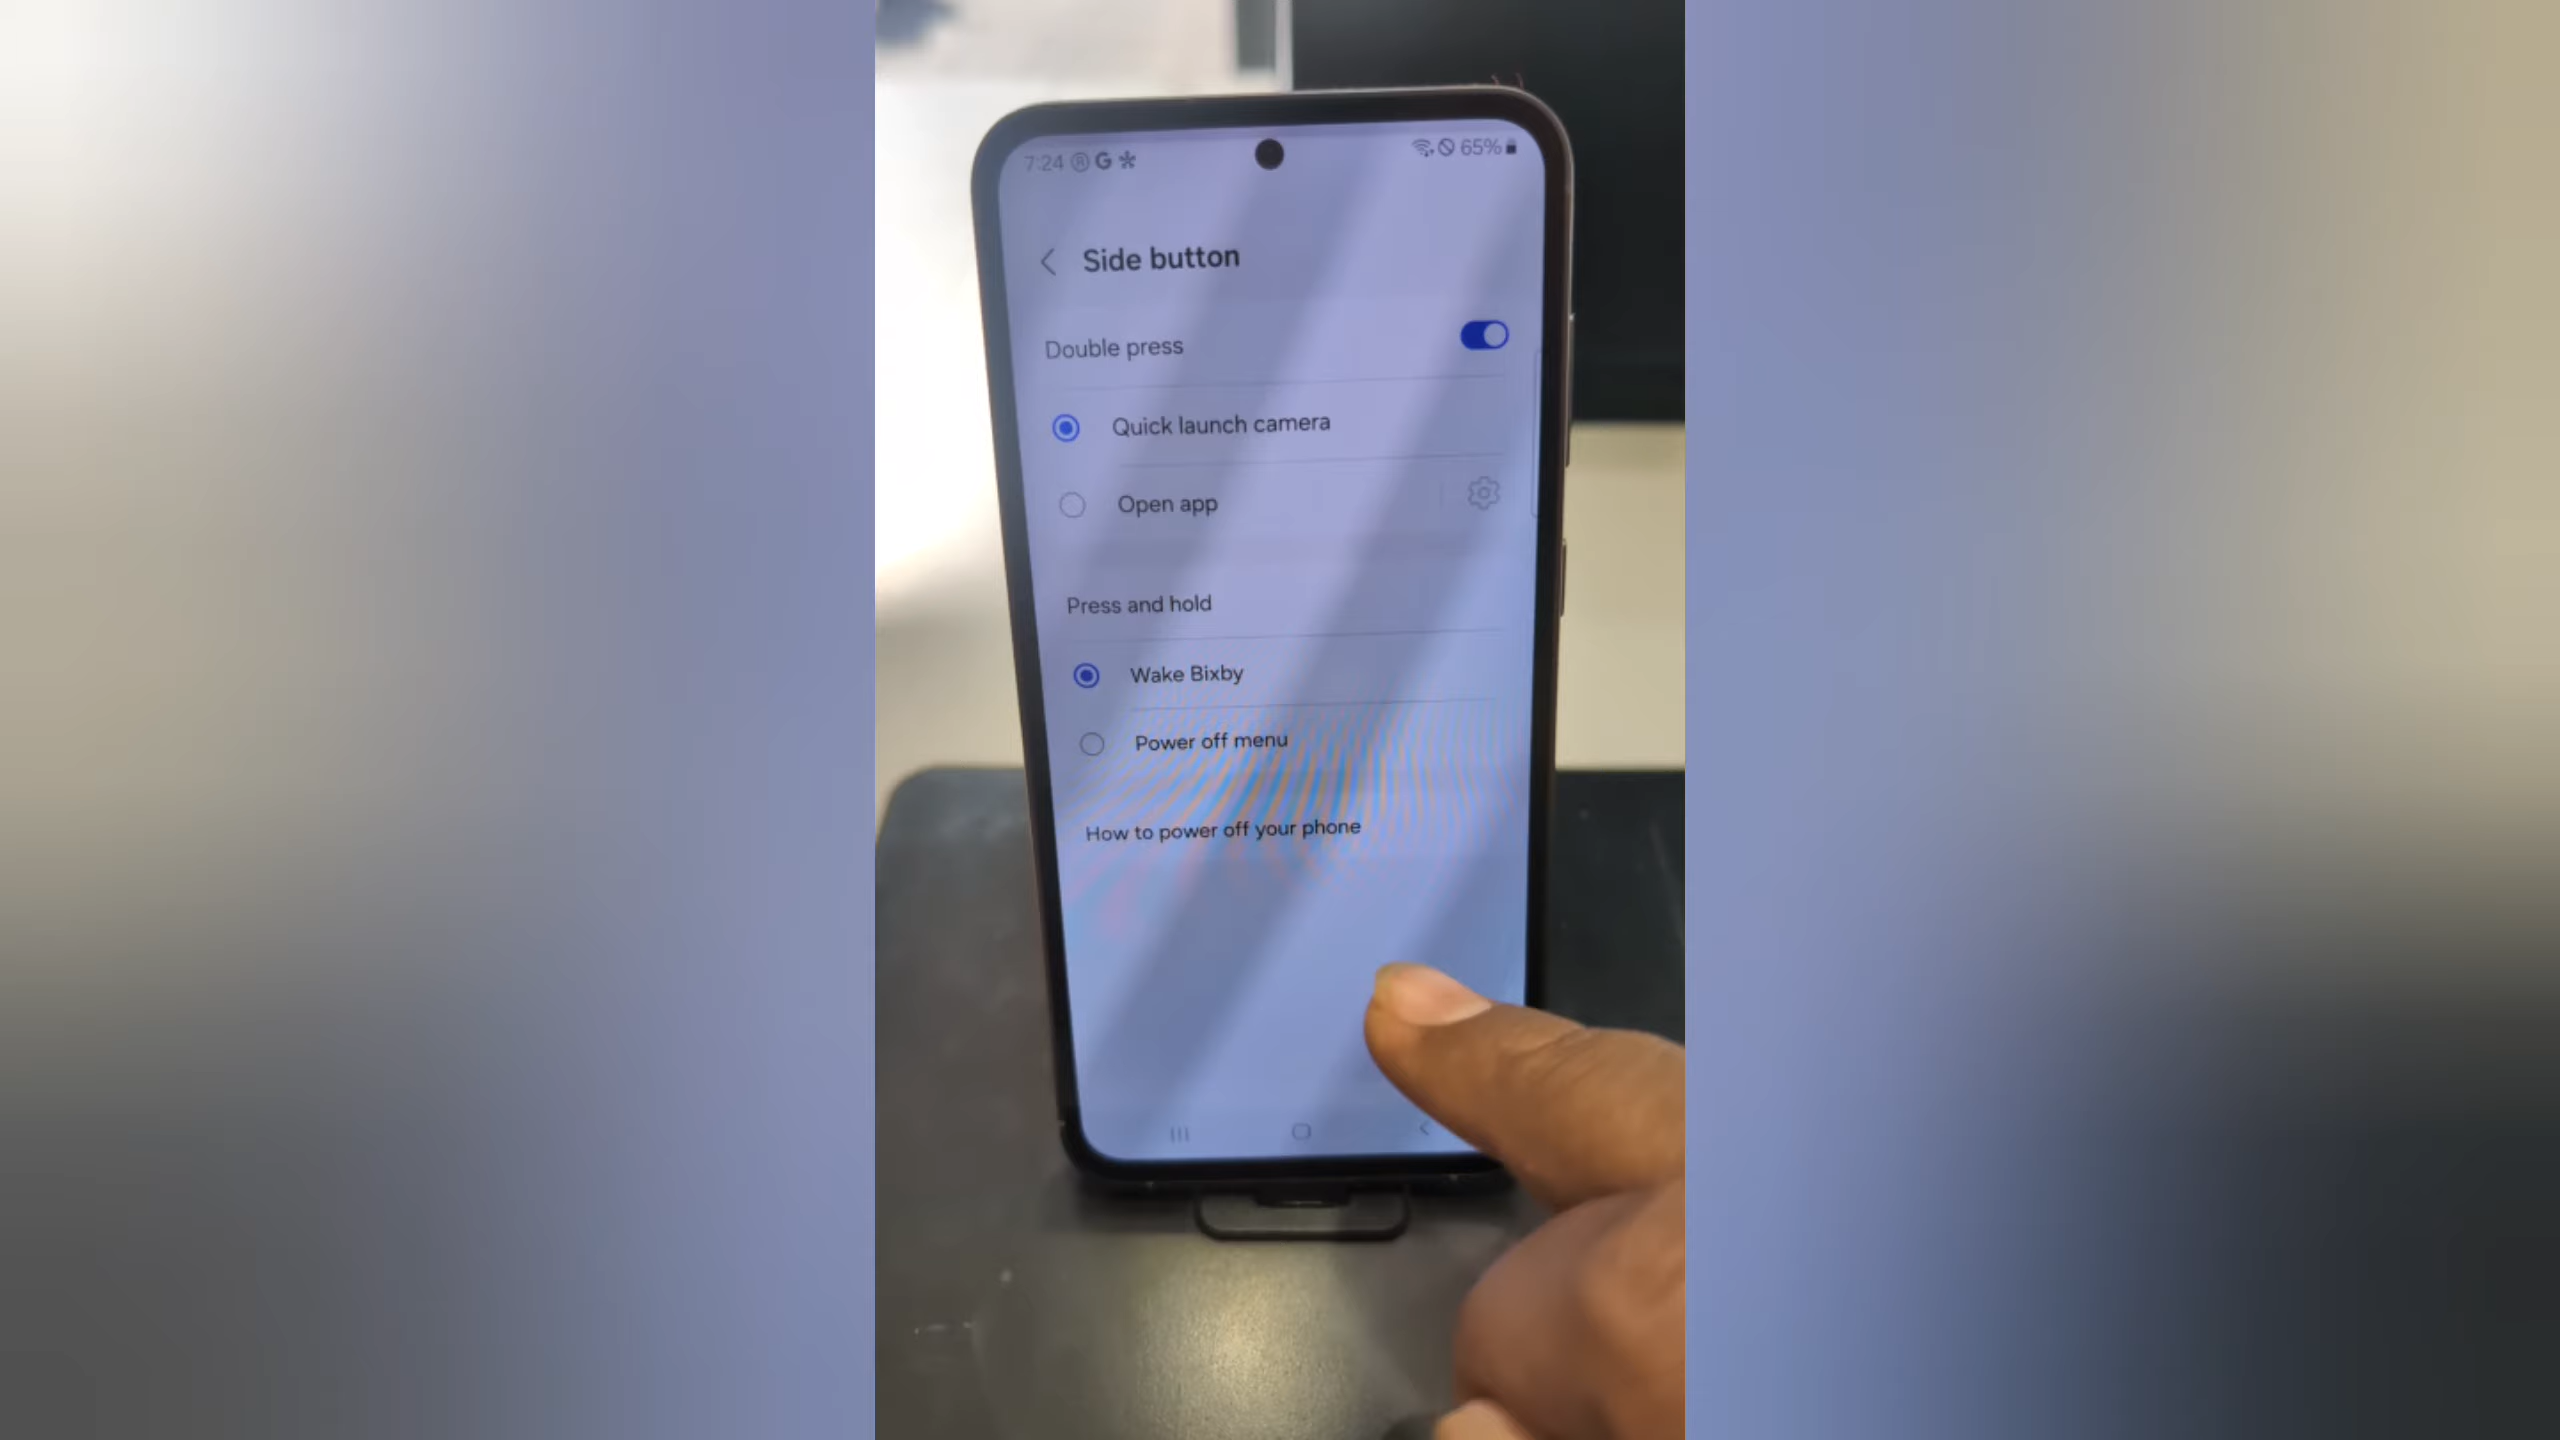 7:24 ® G * 65%
Side button
Double press
Quick launch camera
Open app
Press and hold
Wake Bixby
Power off menu
How to power off your phone